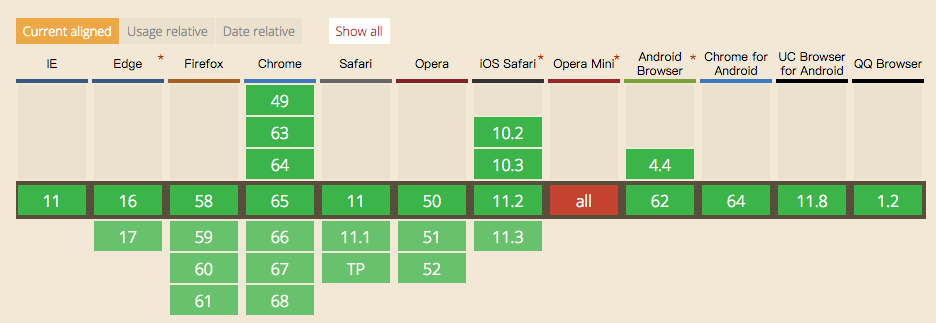 Current aligned Usage relative Date relative Show all
IE Edge * Firefox Chrome Safari Opera iOS Safari * Opera Mini * Android Browser * Chrome for Android UC Browser for Android QQ Browser
49
63 10.2
64 10.3 4.4
11 16 58 65 11 50 11.2 all 62 64 11.8 1.2
17 59 66 11.1 51 11.3
60 67 TP 52
61 68